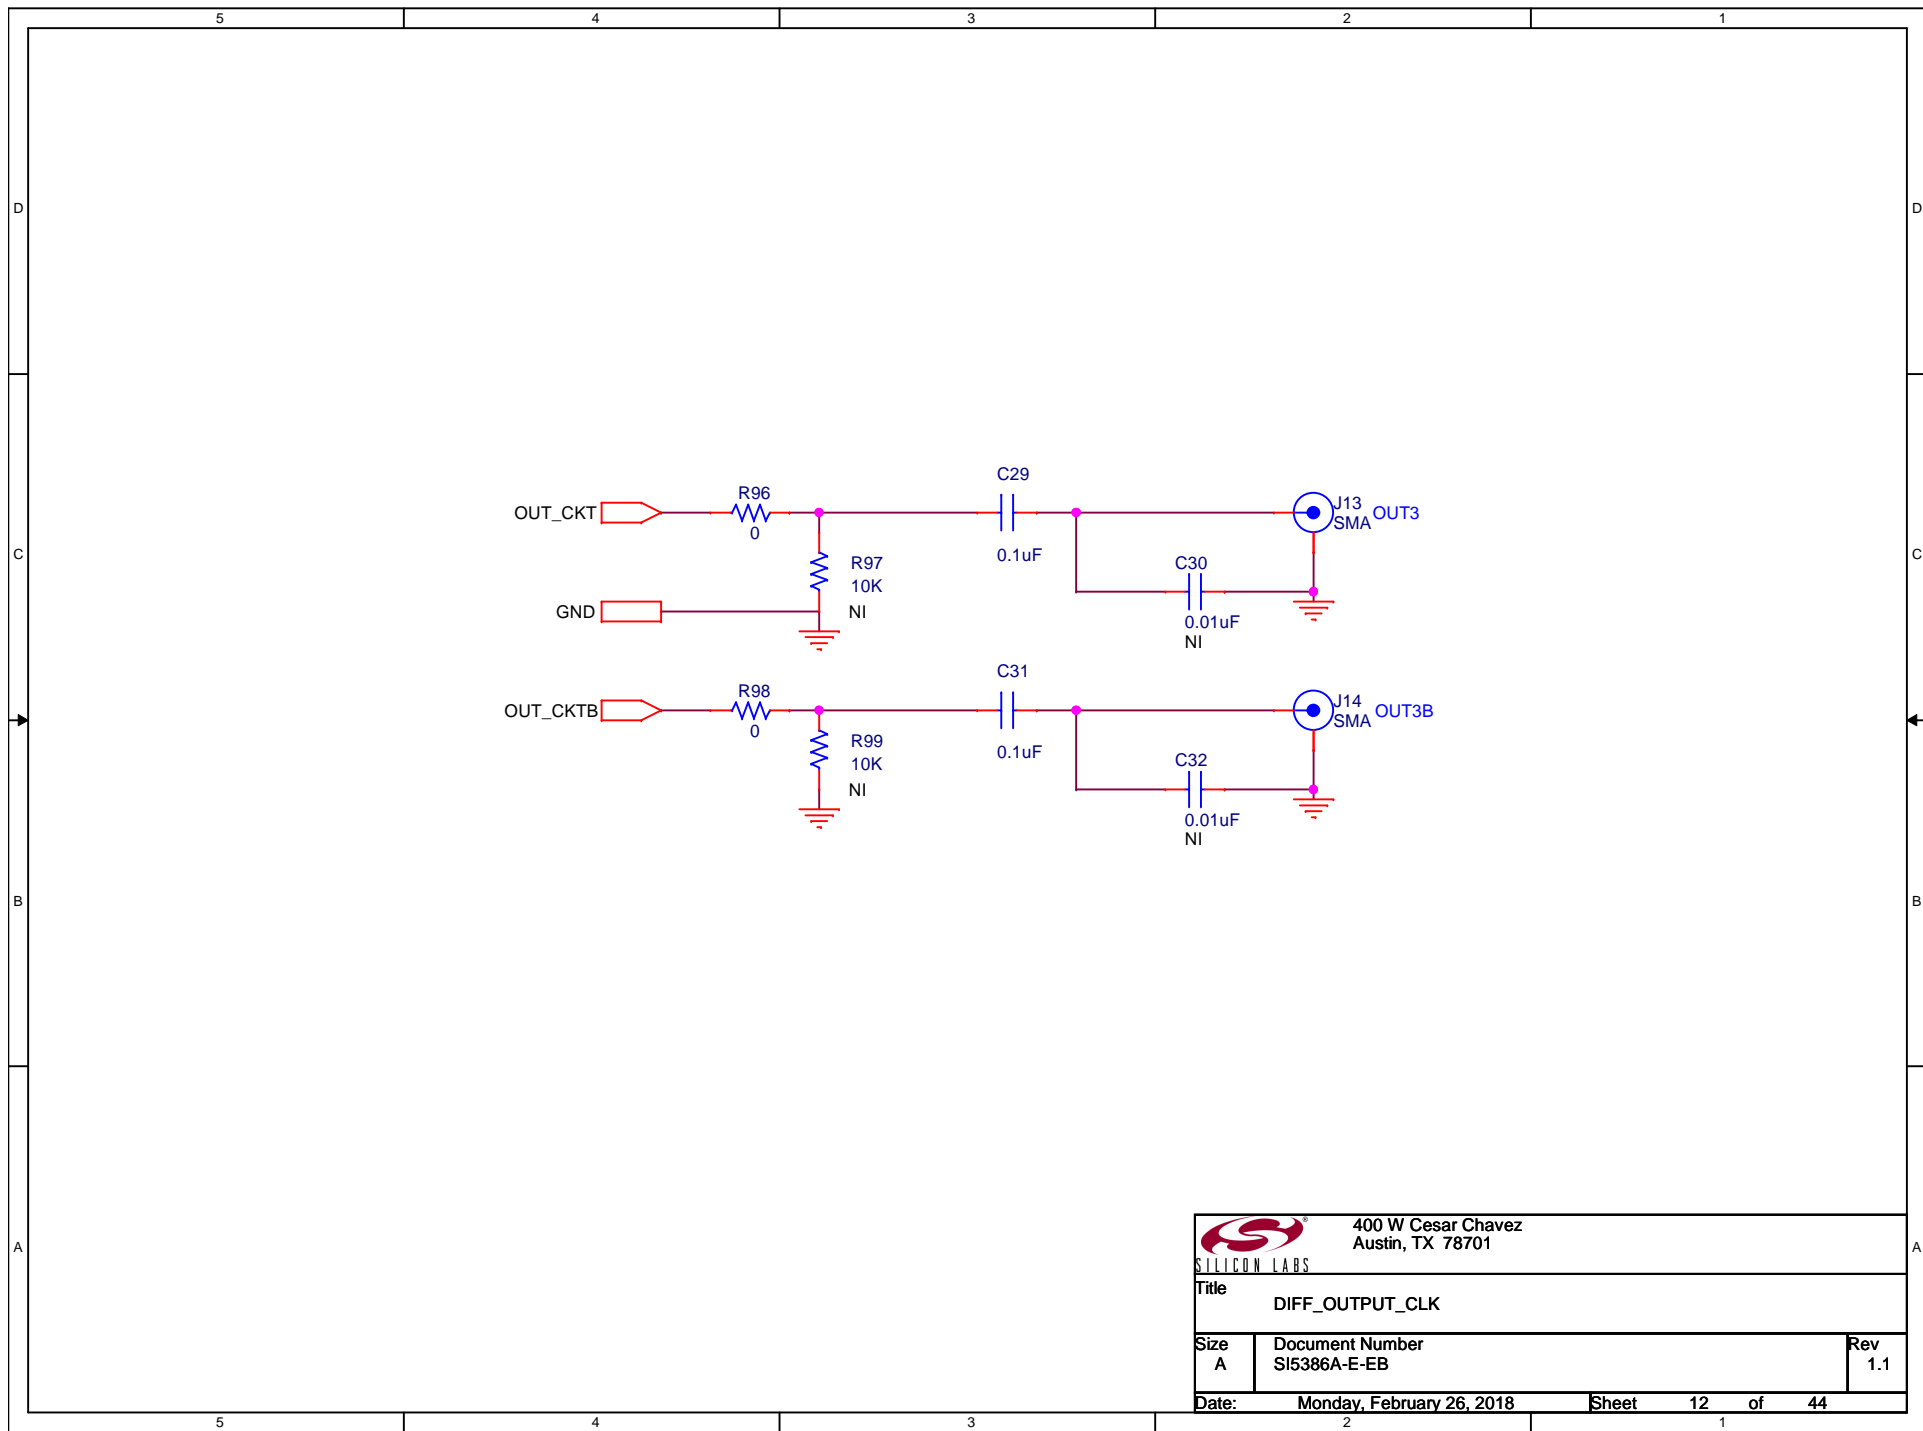 5 4 3 2 1
D D
C29
R96
OUT_CKT
J13
OUT3
SMA
0
C C
0.1uF
R97
C30
10K
GND
NI
0.01uF
NI
C31
R98
OUT_CKTB
J14
OUT3B
SMA
0
R99
0.1uF
C32
10K
NI
0.01uF
NI
B B
A A
®
SILICON LABS
400 W Cesar Chavez
Austin, TX 78701
Title
DIFF_OUTPUT_CLK
Size Document Number Rev
A SI5386A-E-EB 1.1
Date: Monday, February 26, 2018 Sheet 12 of 44
5 4 3 2 1